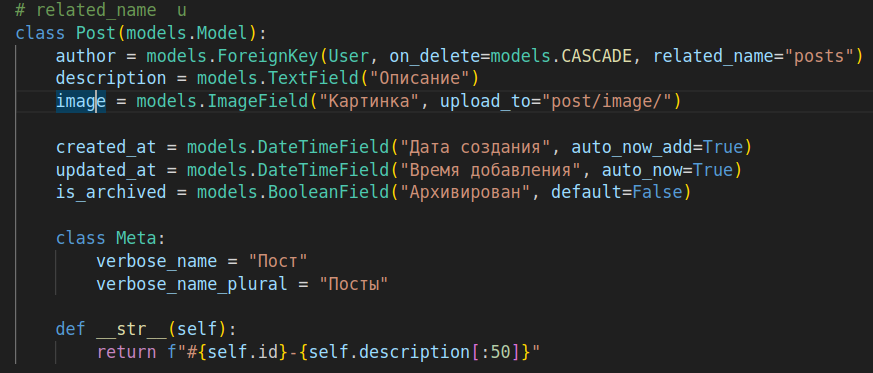 # related_name  u
class Post(models.Model):
    author = models.ForeignKey(User, on_delete=models.CASCADE, related_name="posts")
    description = models.TextField("Описание")
    image = models.ImageField("Картинка", upload_to="post/image/")

    created_at = models.DateTimeField("Дата создания", auto_now_add=True)
    updated_at = models.DateTimeField("Время добавления", auto_now=True)
    is_archived = models.BooleanField("Архивирован", default=False)

    class Meta:
        verbose_name = "Пост"
        verbose_name_plural = "Посты"

    def __str__(self):
        return f"#{self.id}-{self.description[:50]}"